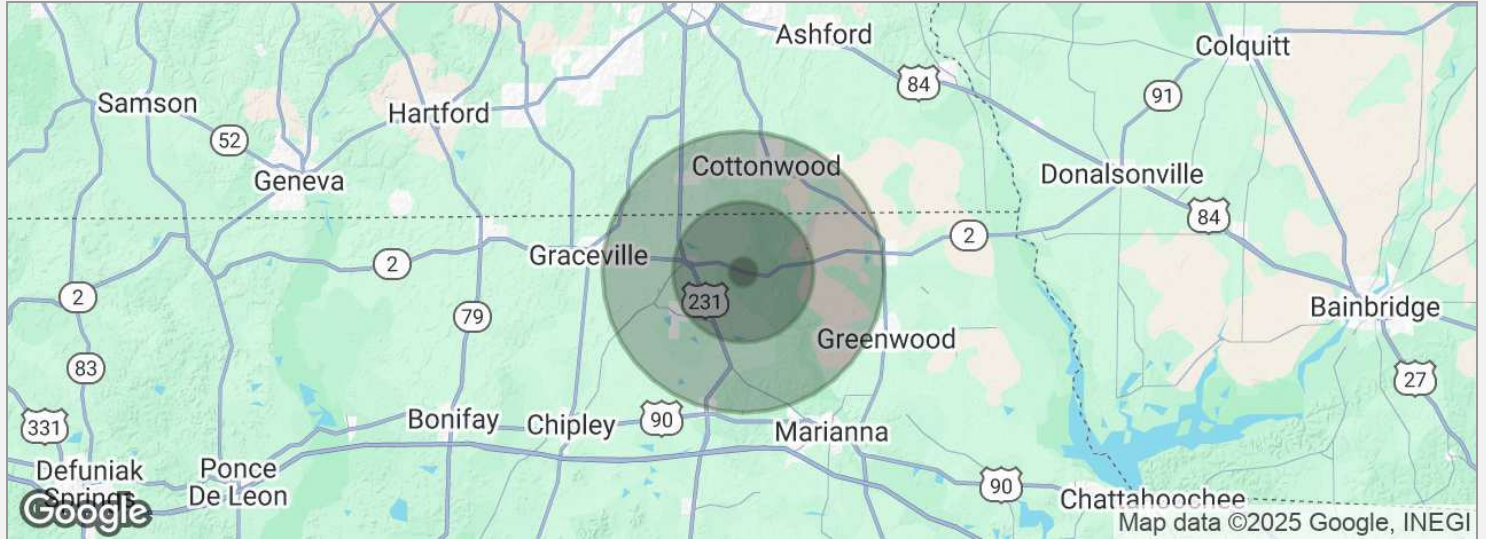 Ashford
Colquitt
84
91
Samson
Hartford
52
Cottonwood
Donalsonville
Geneva
84
2
Graceville
2
2
231
Bainbridge
79
Greenwood
83
27
Bonifay
Chipley
90
331
Marianna
Defuniak
Springs
Ponce
De Leon
90
Chattahoochee
Google
Map data ©2025 Google, INEGI